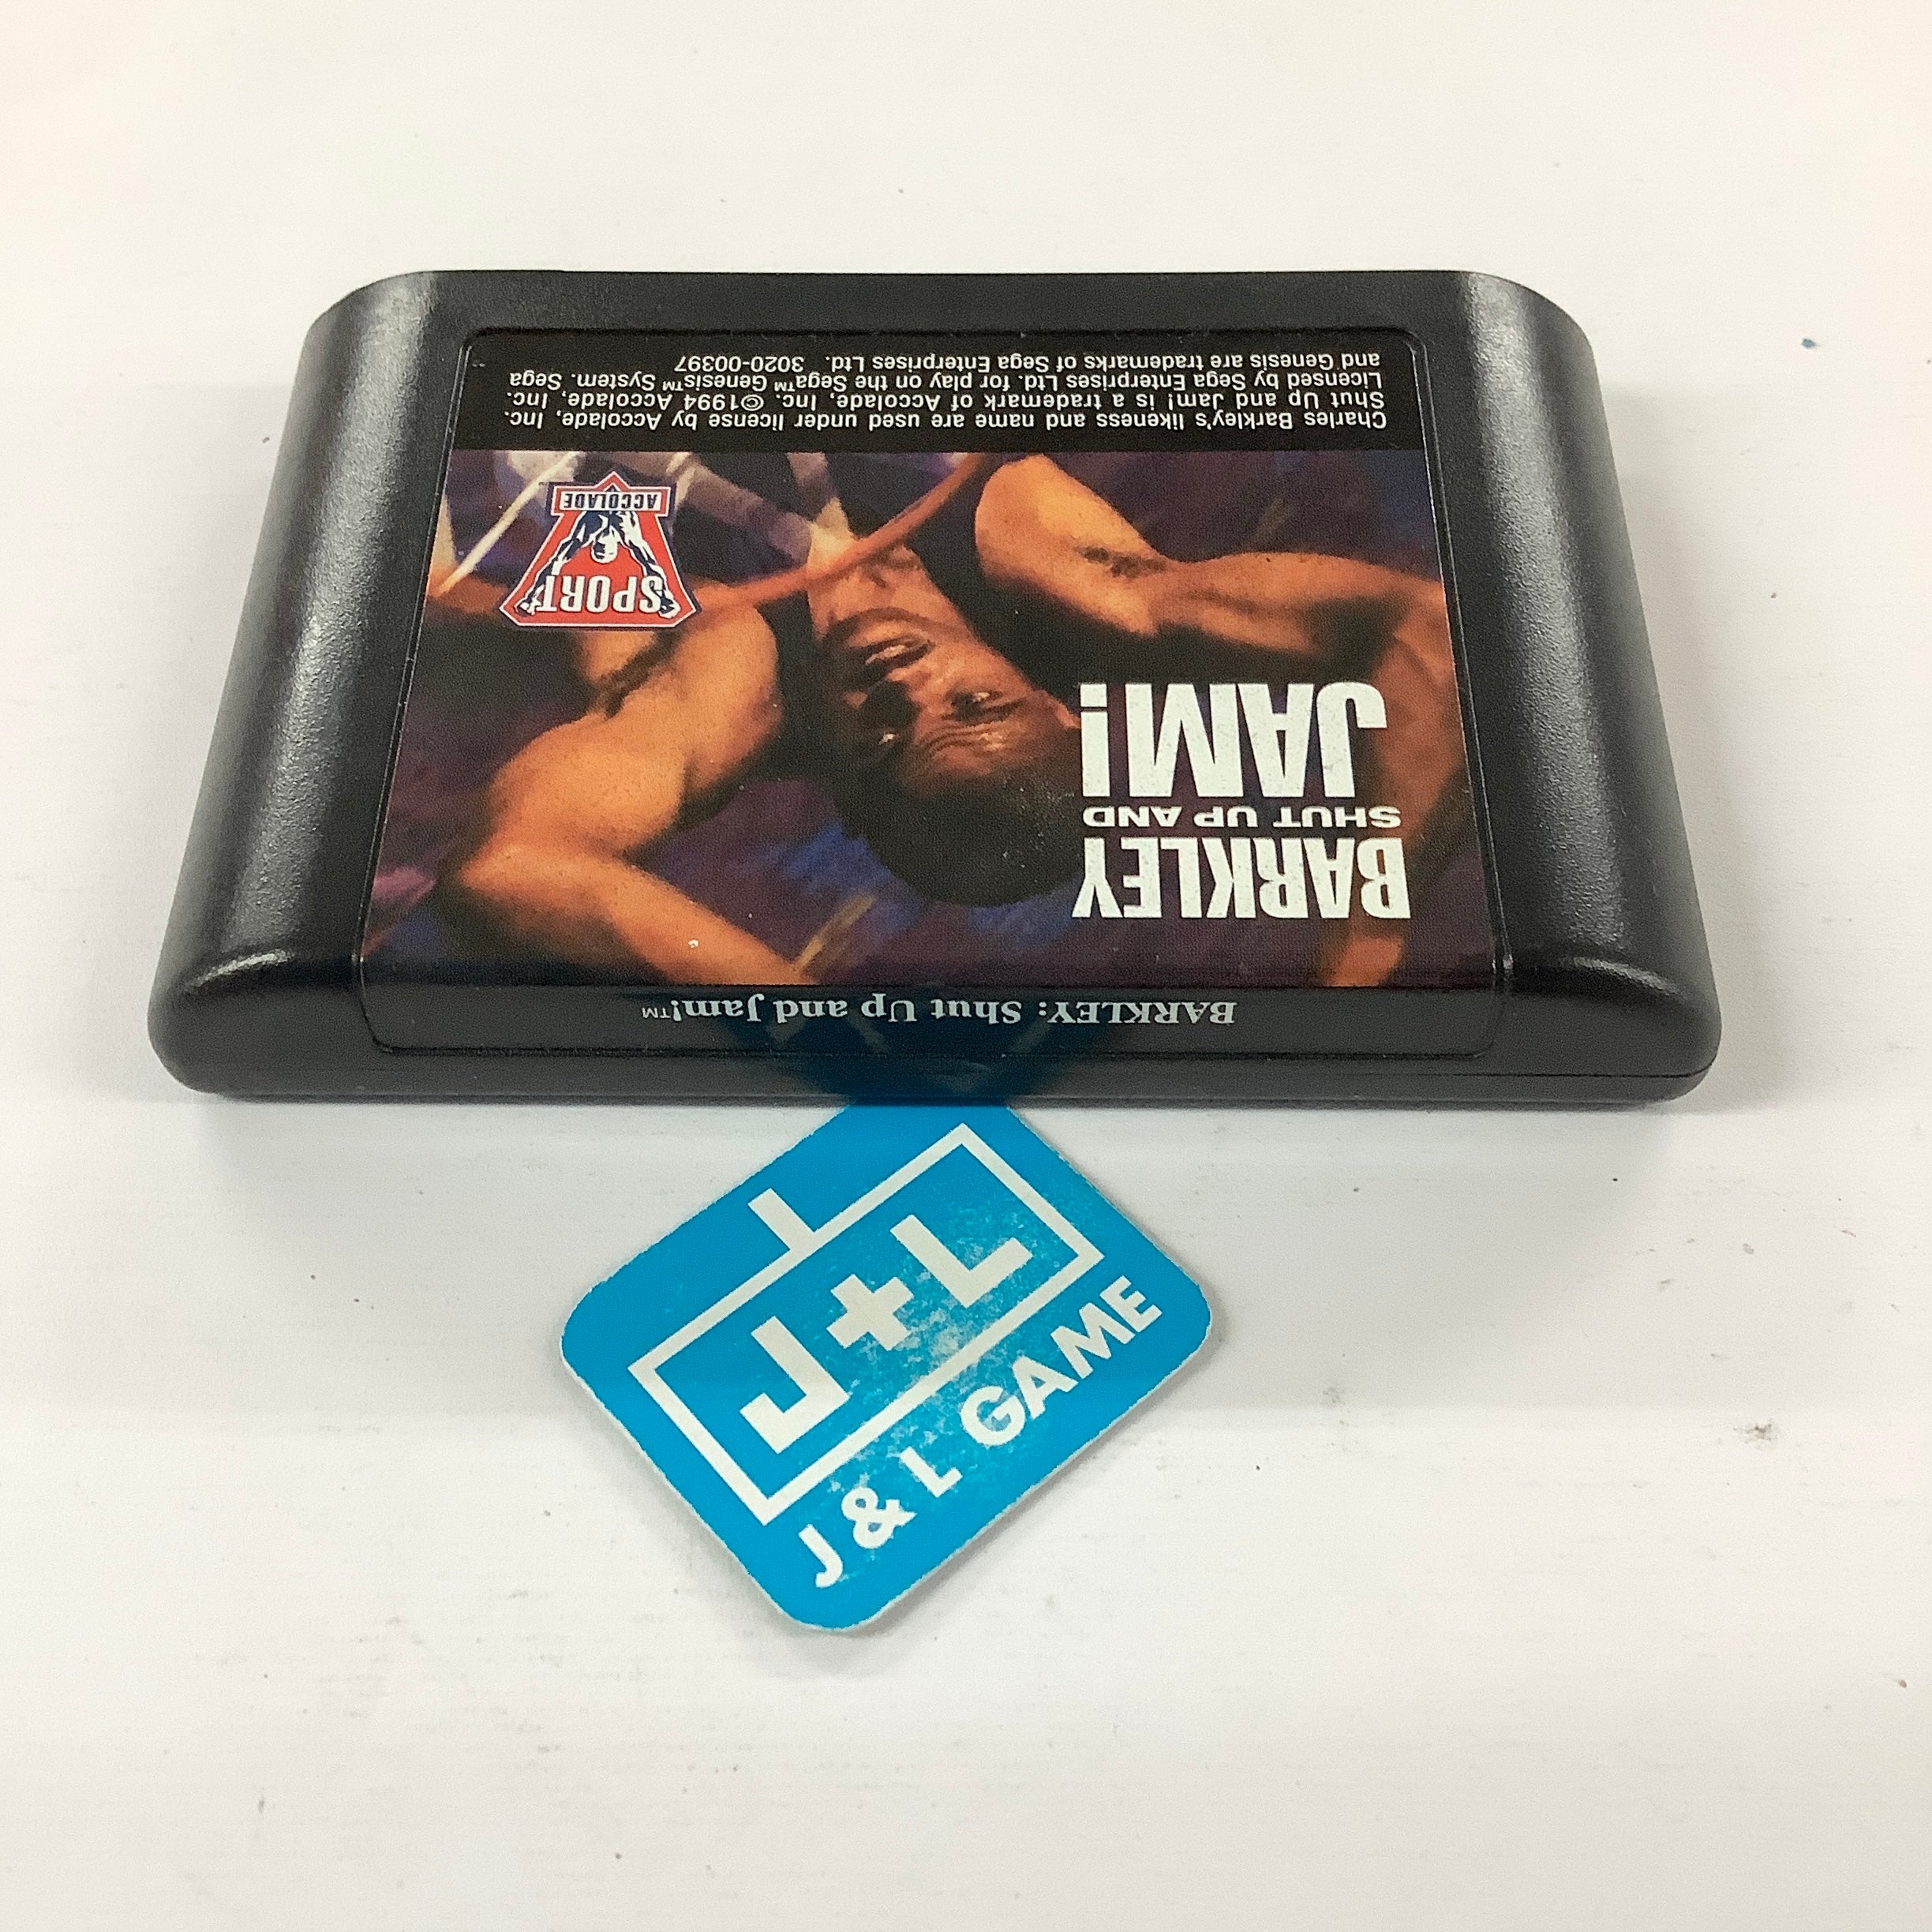 BARKLEY: Shut Up and Jam!™
BARKLEY
SHUT UP AND
JAM!
SPORT
ACCOLADE
Charles Barkley's likeness and name are used under license by Accolade, Inc.
Shut Up and Jam! is a trademark of Accolade, Inc. ©1994 Accolade, Inc.
Licensed by Sega Enterprises Ltd. for play on the Sega™ Genesis™ System. Sega
and Genesis are trademarks of Sega Enterprises Ltd. 3020-00397
J+L
J & L GAME